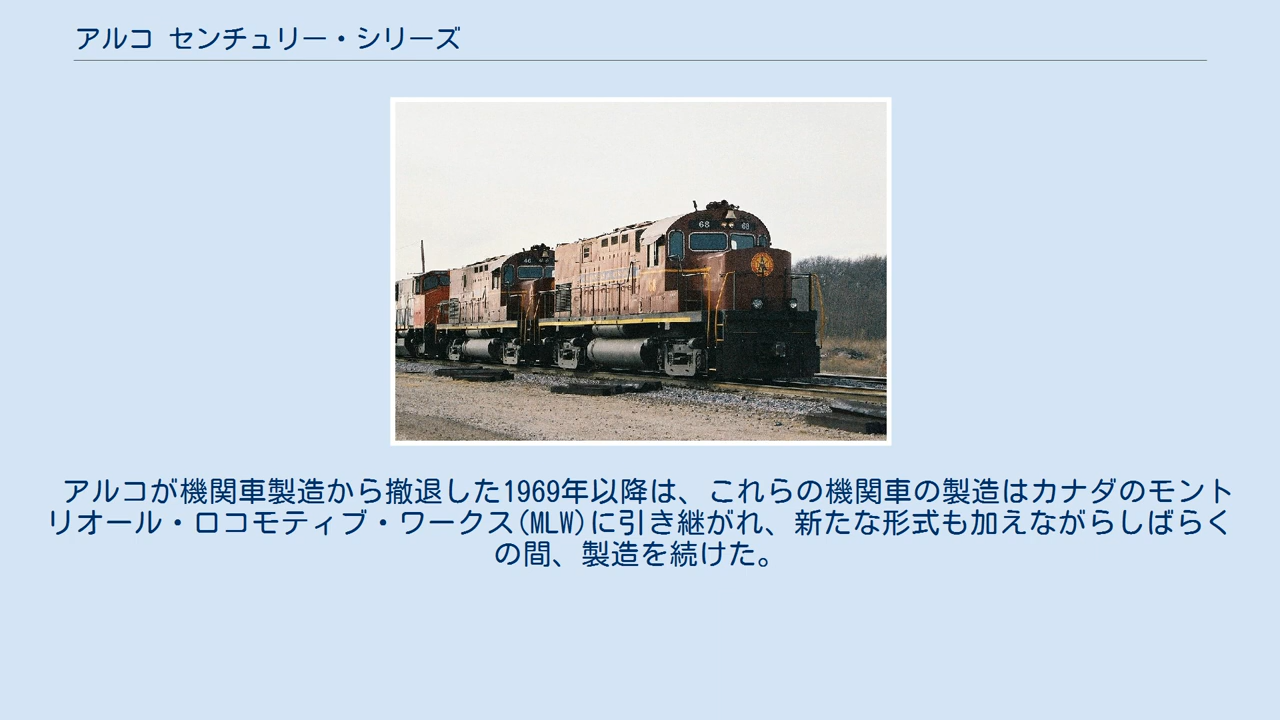 アルコ センチュリー・シリーズ
68 68
46
アルコが機関車製造から撤退した1969年以降は、これらの機関車の製造はカナダのモント
リオール・ロコモティブ・ワークス(MLW)に引き継がれ、新たな形式も加えながらしばらく
の間、製造を続けた。